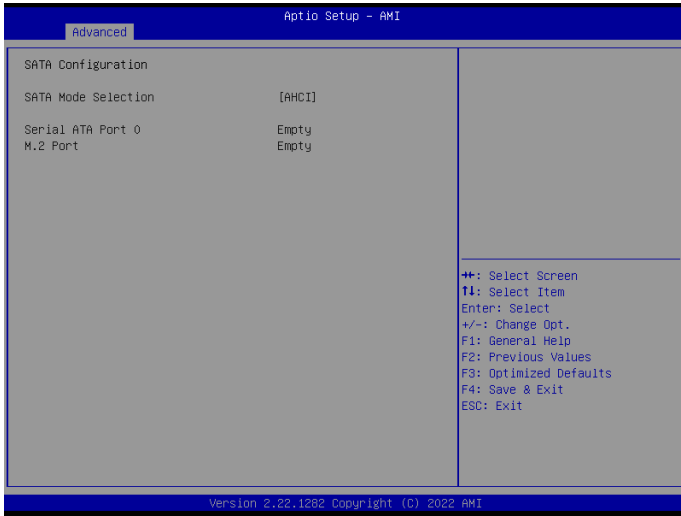 Aptio Setup - AMI
Advanced
SATA Configuration
SATA Mode Selection [AHCI]
Serial ATA Port 0 Empty
M.2 Port Empty
→←: Select Screen
↑↓: Select Item
Enter: Select
+/-: Change Opt.
F1: General Help
F2: Previous Values
F3: Optimized Defaults
F4: Save & Exit
ESC: Exit
Version 2.22.1282 Copyright (C) 2022 AMI